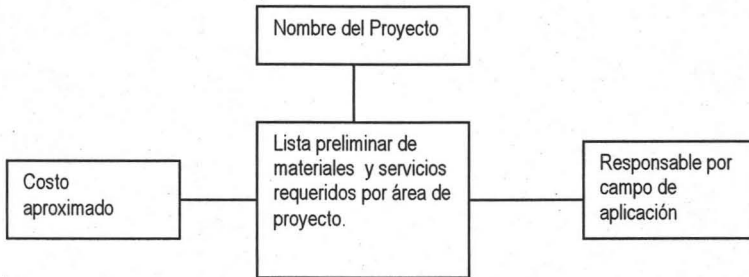 Nombre del Proyecto
Lista preliminar de
materiales y servicios
requeridos por área de
proyecto.
Costo
aproximado
Responsable por
campo de
aplicación